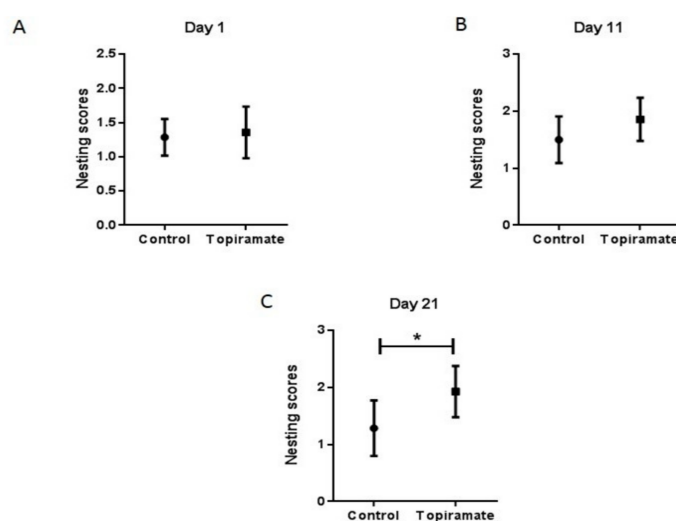 A
Day 1
Nesting scores
2.5
2.0
1.5
1.0
0.5
0.0
Control Topiramate
B
Day 11
Nesting scores
3
2
1
0
Control Topiramate
C
Day 21
Nesting scores
3
2
1
0
*
Control Topiramate